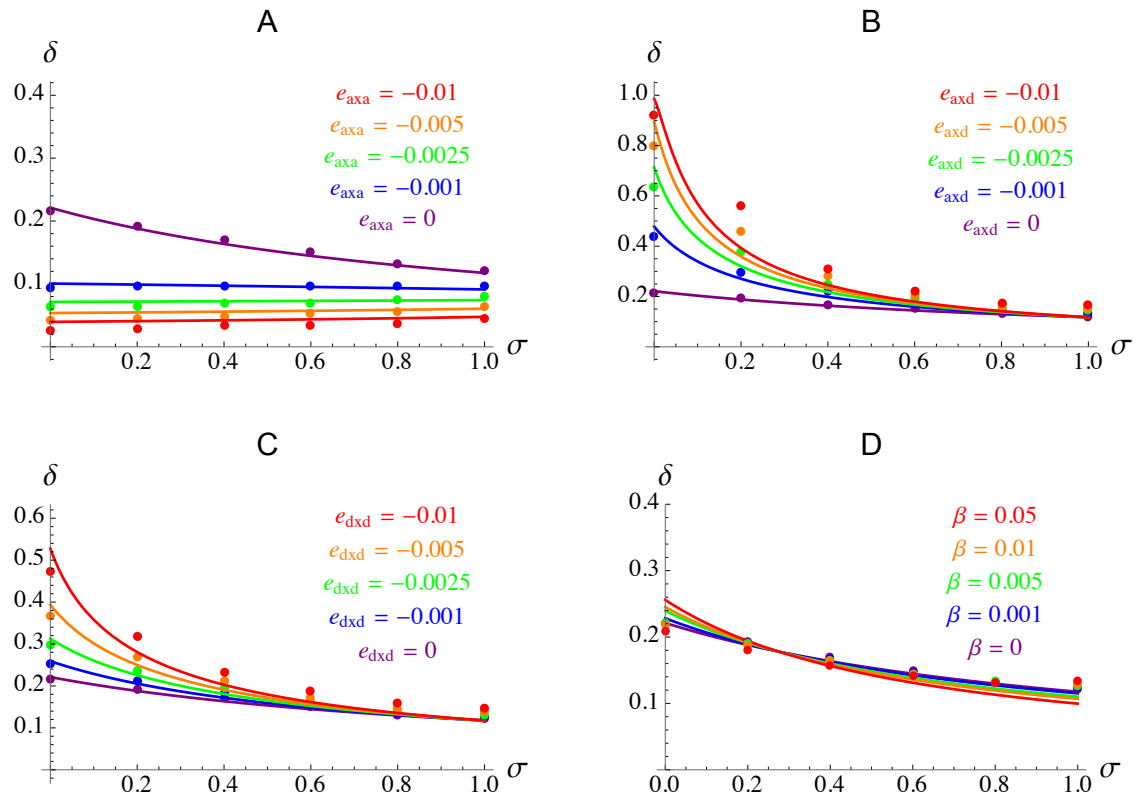 A
δ
0.4
0.3
0.2
0.1
0.2 0.4 0.6 0.8 1.0 σ
e_axa = −0.01
e_axa = −0.005
e_axa = −0.0025
e_axa = −0.001
e_axa = 0
B
δ
1.0
0.8
0.6
0.4
0.2
0.2 0.4 0.6 0.8 1.0 σ
e_axd = −0.01
e_axd = −0.005
e_axd = −0.0025
e_axd = −0.001
e_axd = 0
C
δ
0.6
0.5
0.4
0.3
0.2
0.1
0.2 0.4 0.6 0.8 1.0 σ
e_dxd = −0.01
e_dxd = −0.005
e_dxd = −0.0025
e_dxd = −0.001
e_dxd = 0
D
δ
0.4
0.3
0.2
0.1
0.0 0.2 0.4 0.6 0.8 1.0 σ
β = 0.05
β = 0.01
β = 0.005
β = 0.001
β = 0